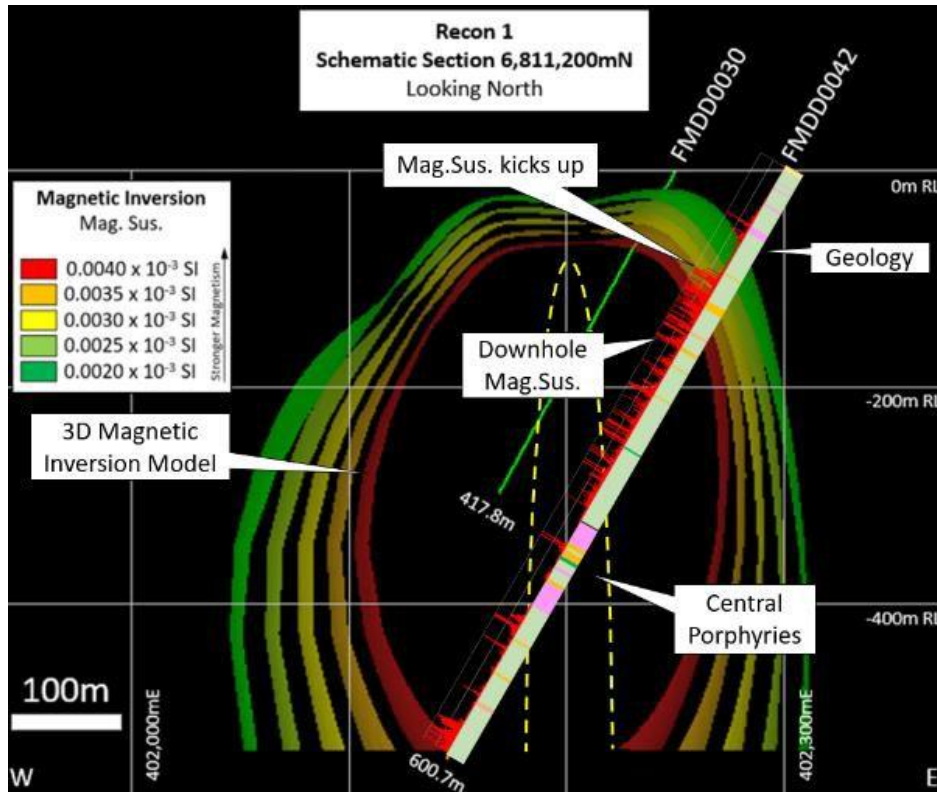 Recon 1
Schematic Section 6,811,200mN
Looking North
FMDD0030
FMDD0042
Mag.Sus. kicks up
0m RL
Magnetic Inversion
Mag. Sus.
0.0040 x 10⁻³ SI
0.0035 x 10⁻³ SI
0.0030 x 10⁻³ SI
0.0025 x 10⁻³ SI
0.0020 x 10⁻³ SI
Stronger Magnetism
Geology
Downhole
Mag.Sus.
-200m RL
3D Magnetic
Inversion Model
417.8m
Central
Porphyries
-400m RL
100m
402,000mE
402,300mE
600.7m
W
E